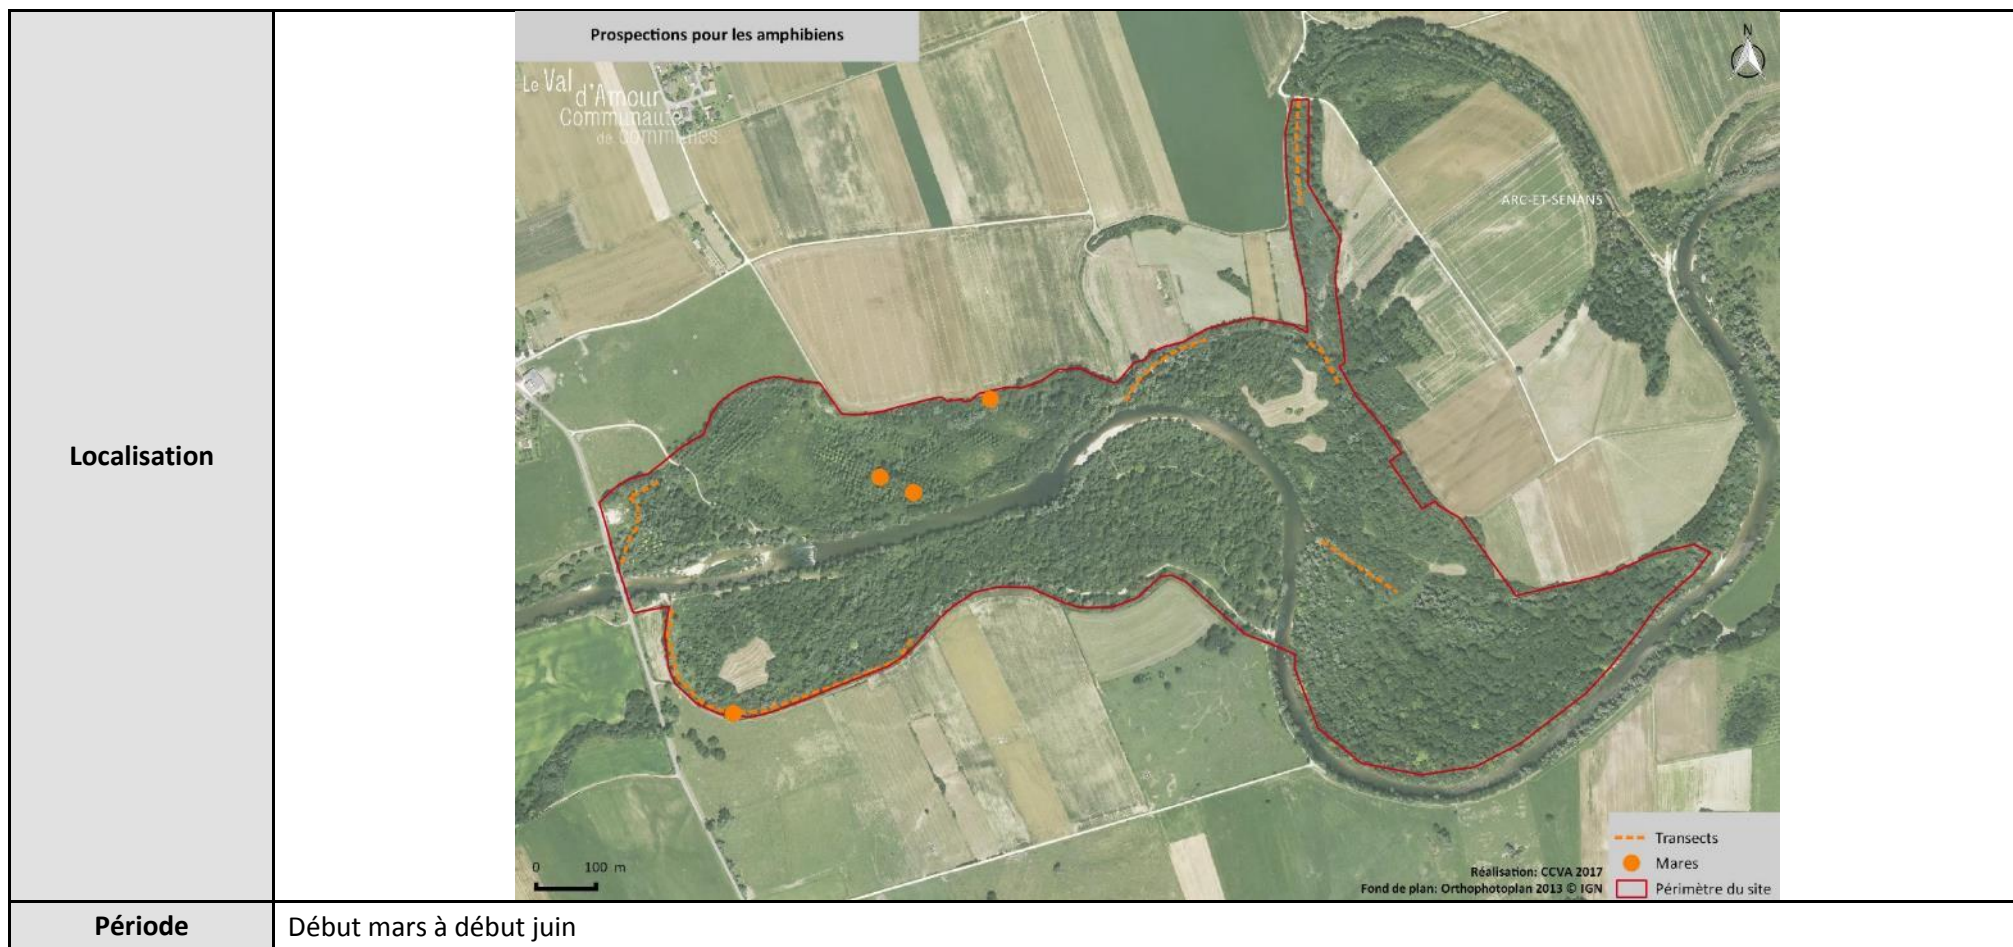 Localisation
Prospections pour les amphibiens
N
Le Val
d'Amour
Communauté
de communes
ARC-ET-SENANS
0 100 m
Réalisation: CCVA 2017
Fond de plan: Orthophotoplan 2013 © IGN
Transects
Mares
Périmètre du site
Période
Début mars à début juin